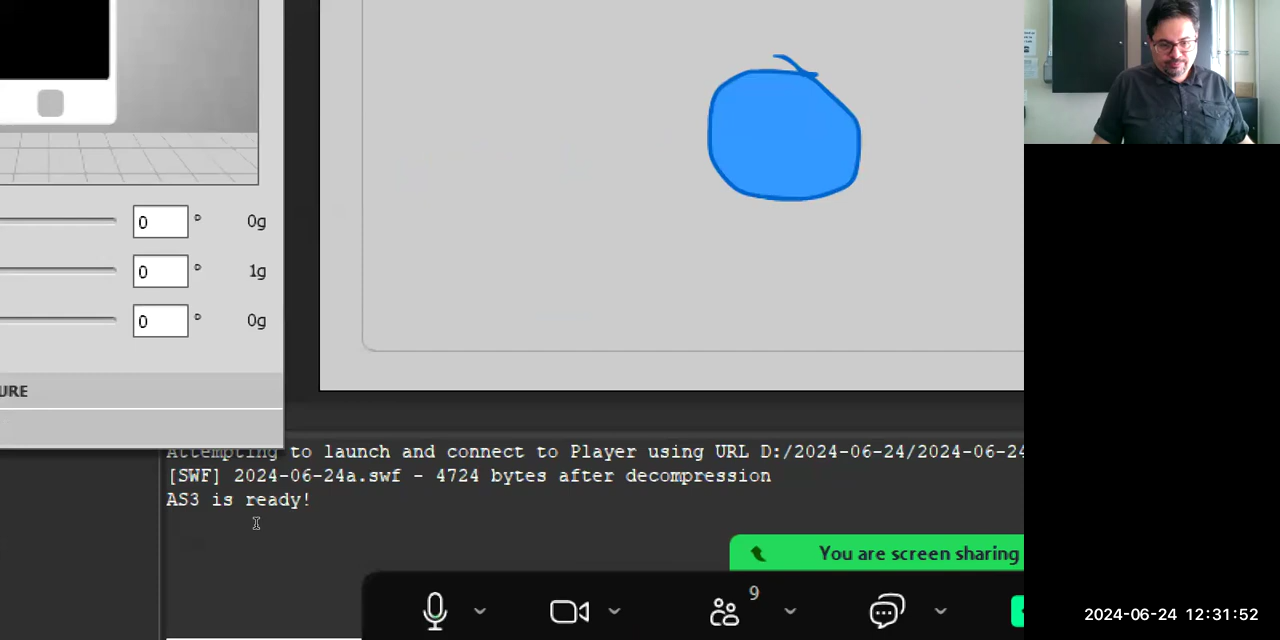 0 ° 0g
0 ° 1g
0 ° 0g
URE
Attempting to launch and connect to Player using URL D:/2024-06-24/2024-06-24
[SWF] 2024-06-24a.swf - 4724 bytes after decompression
AS3 is ready!
You are screen sharing
9
2024-06-24 12:31:52